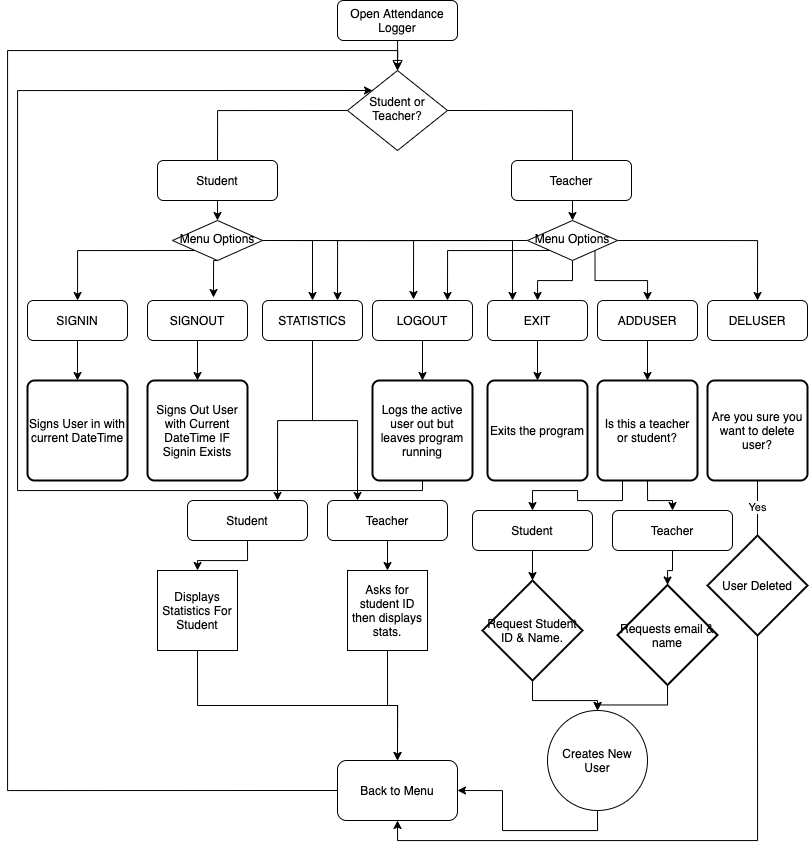 Open Attendance
Logger
Student or
Teacher?
Student
Teacher
Menu Options
Menu Options
SIGNIN
SIGNOUT
STATISTICS
LOGOUT
EXIT
ADDUSER
DELUSER
Signs User in with
current DateTime
Signs Out User
with Current
DateTime IF
Signin Exists
Logs the active
user out but
leaves program
running
Exits the program
Is this a teacher
or student?
Are you sure you
want to delete
user?
Yes
Student
Teacher
Student
Teacher
Displays
Statistics For
Student
Asks for
student ID
then displays
stats.
Request Student
ID & Name.
Requests email &
name
User Deleted
Creates New
User
Back to Menu